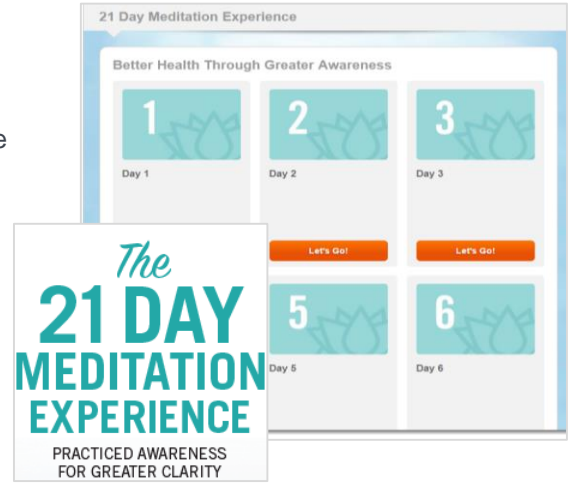 e
21 Day Meditation Experience
Better Health Through Greater Awareness
1 2 3
Day 1 Day 2 Day 3
Let's Go! Let's Go!
5 6
Day 5 Day 6
The
21 DAY
MEDITATION
EXPERIENCE
PRACTICED AWARENESS
FOR GREATER CLARITY